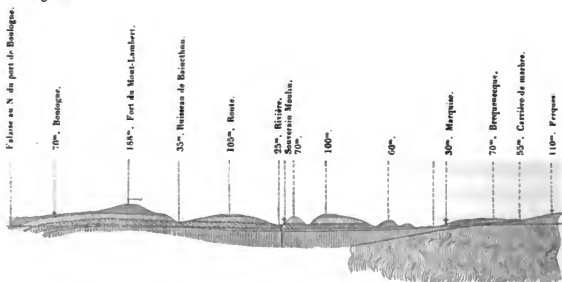 Falaise au N du port de Boulogne.
70m. Boulogne.
188m. Fort du Mont-Lambert.
35m. Ruisseau de Baincthun.
105m. Route.
25m. Rivière.
Souverain Moulin.
70m.
100m.
60m.
30m. Marquise.
70m. Brequenecque.
55m. Carrière de marbre.
110m. Ferques